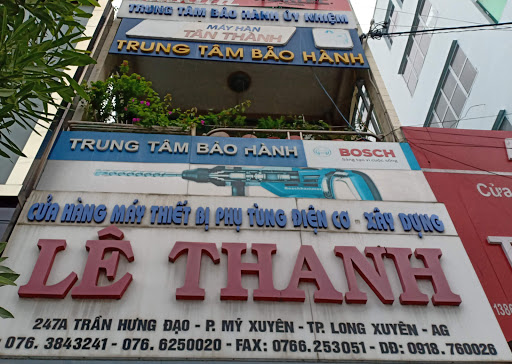 TRUNG TÂM BẢO HÀNH ỦY NHIỆM
MÁY HÀN
TÂN THÀNH
TRUNG TÂM BẢO HÀNH
TRUNG TÂM BẢO HÀNH
BOSCH
CỬA HÀNG MÁY THIẾT BỊ PHỤ TÙNG ĐIỆN CƠ - XÂY DỰNG
Cửa
LÊ THANH
247A TRẦN HƯNG ĐẠO - P. MỸ XUYÊN - TP. LONG XUYÊN - AG
076. 3843241 - 076. 6250020 - FAX: 0766.253051 - DĐ: 0918. 760026